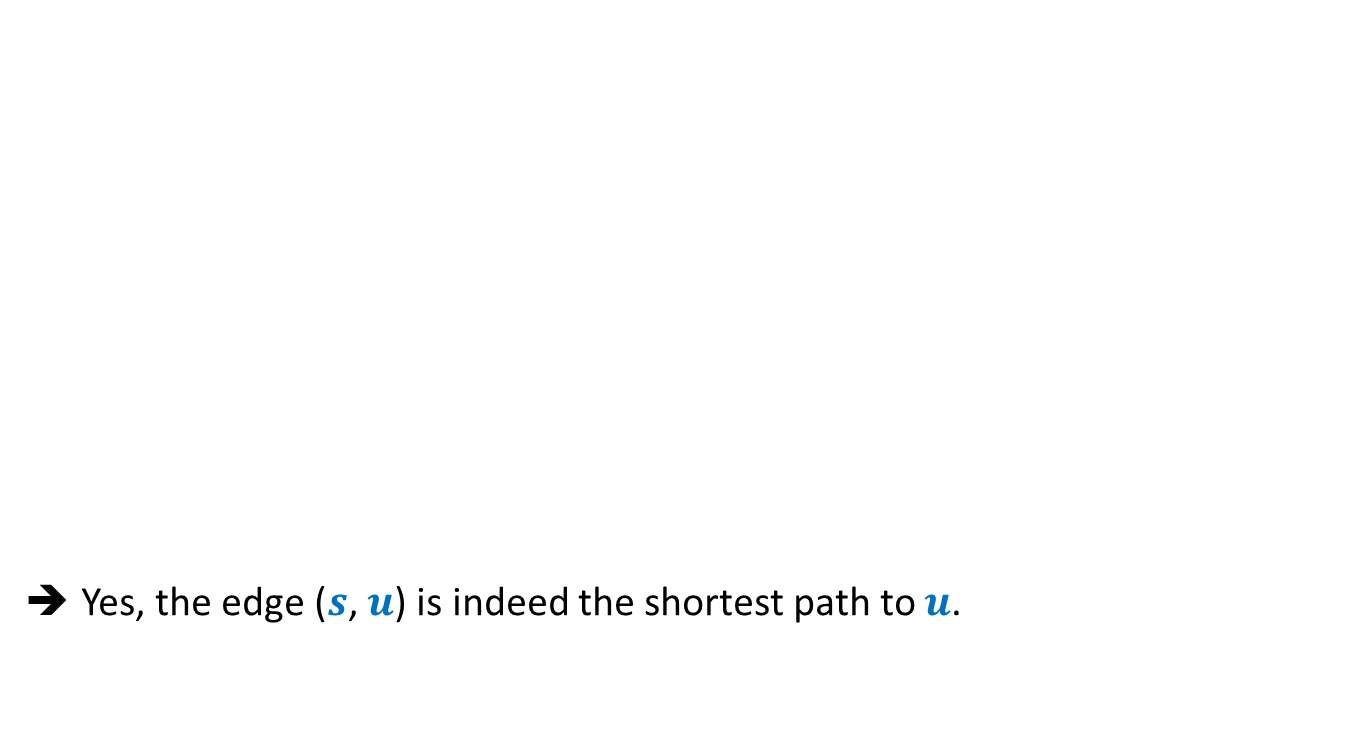 ➔ Yes, the edge (s, u) is indeed the shortest path to u.